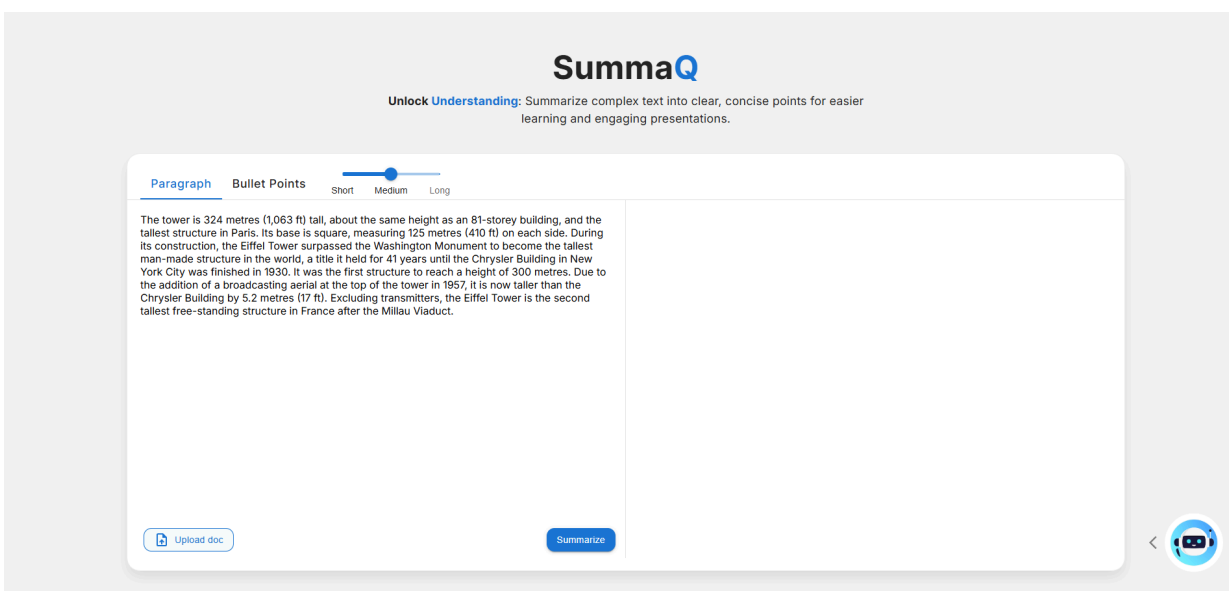 SummaQ
Unlock Understanding: Summarize complex text into clear, concise points for easier
learning and engaging presentations.
Paragraph
Bullet Points
Short
Medium
Long
The tower is 324 metres (1,063 ft) tall, about the same height as an 81-storey building, and the
tallest structure in Paris. Its base is square, measuring 125 metres (410 ft) on each side. During
its construction, the Eiffel Tower surpassed the Washington Monument to become the tallest
man-made structure in the world, a title it held for 41 years until the Chrysler Building in New
York City was finished in 1930. It was the first structure to reach a height of 300 metres. Due to
the addition of a broadcasting aerial at the top of the tower in 1957, it is now taller than the
Chrysler Building by 5.2 metres (17 ft). Excluding transmitters, the Eiffel Tower is the second
tallest free-standing structure in France after the Millau Viaduct.
Upload doc
Summarize